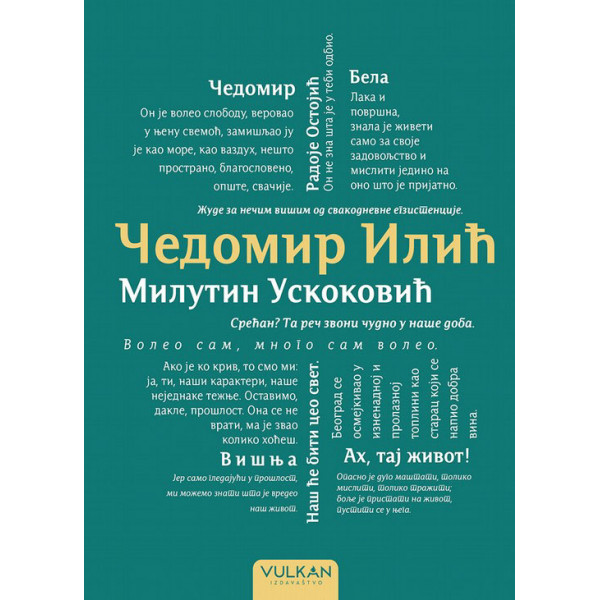 Чедомир
Он је волео слободу, веровао
у њену свемоћ, замишљао ју
је као море, као ваздух, нешто
пространо, благословено,
опште, свачије.
Радоје Остојић
Он не зна шта је у теби одбио.
Бела
Лака и
површна,
знала је живети
само за своје
задовољство и
мислити једино на
оно што је пријатно.
Жуде за нечим вишим од свакодневне егзистенције.
Чедомир Илић
Милутин Ускоковић
Срећан? Та реч звони чудно у наше доба.
Волео сам, много сам волео.
Ако је ко крив, то смо ми:
ја, ти, наши карактери, наше
неједнаке тежње. Оставимо,
дакле, прошлост. Она се не
врати, ма је звао
колико хоћеш.
Вишња
Јер само гледајући у прошлост,
ми можемо знати што је вредео
наш живот.
Наш ће бити цео свет.
Београд се
осмејкивао у
изненадној и
пролазној
топлини као
старац који се
напио добра
вина.
Ах, тај живот!
Опасно је дуго маштати, толико
мислити, толико тражити;
боље је пристати на живот,
пустити се у њега.
VULKAN
IZDAVAŠTVO